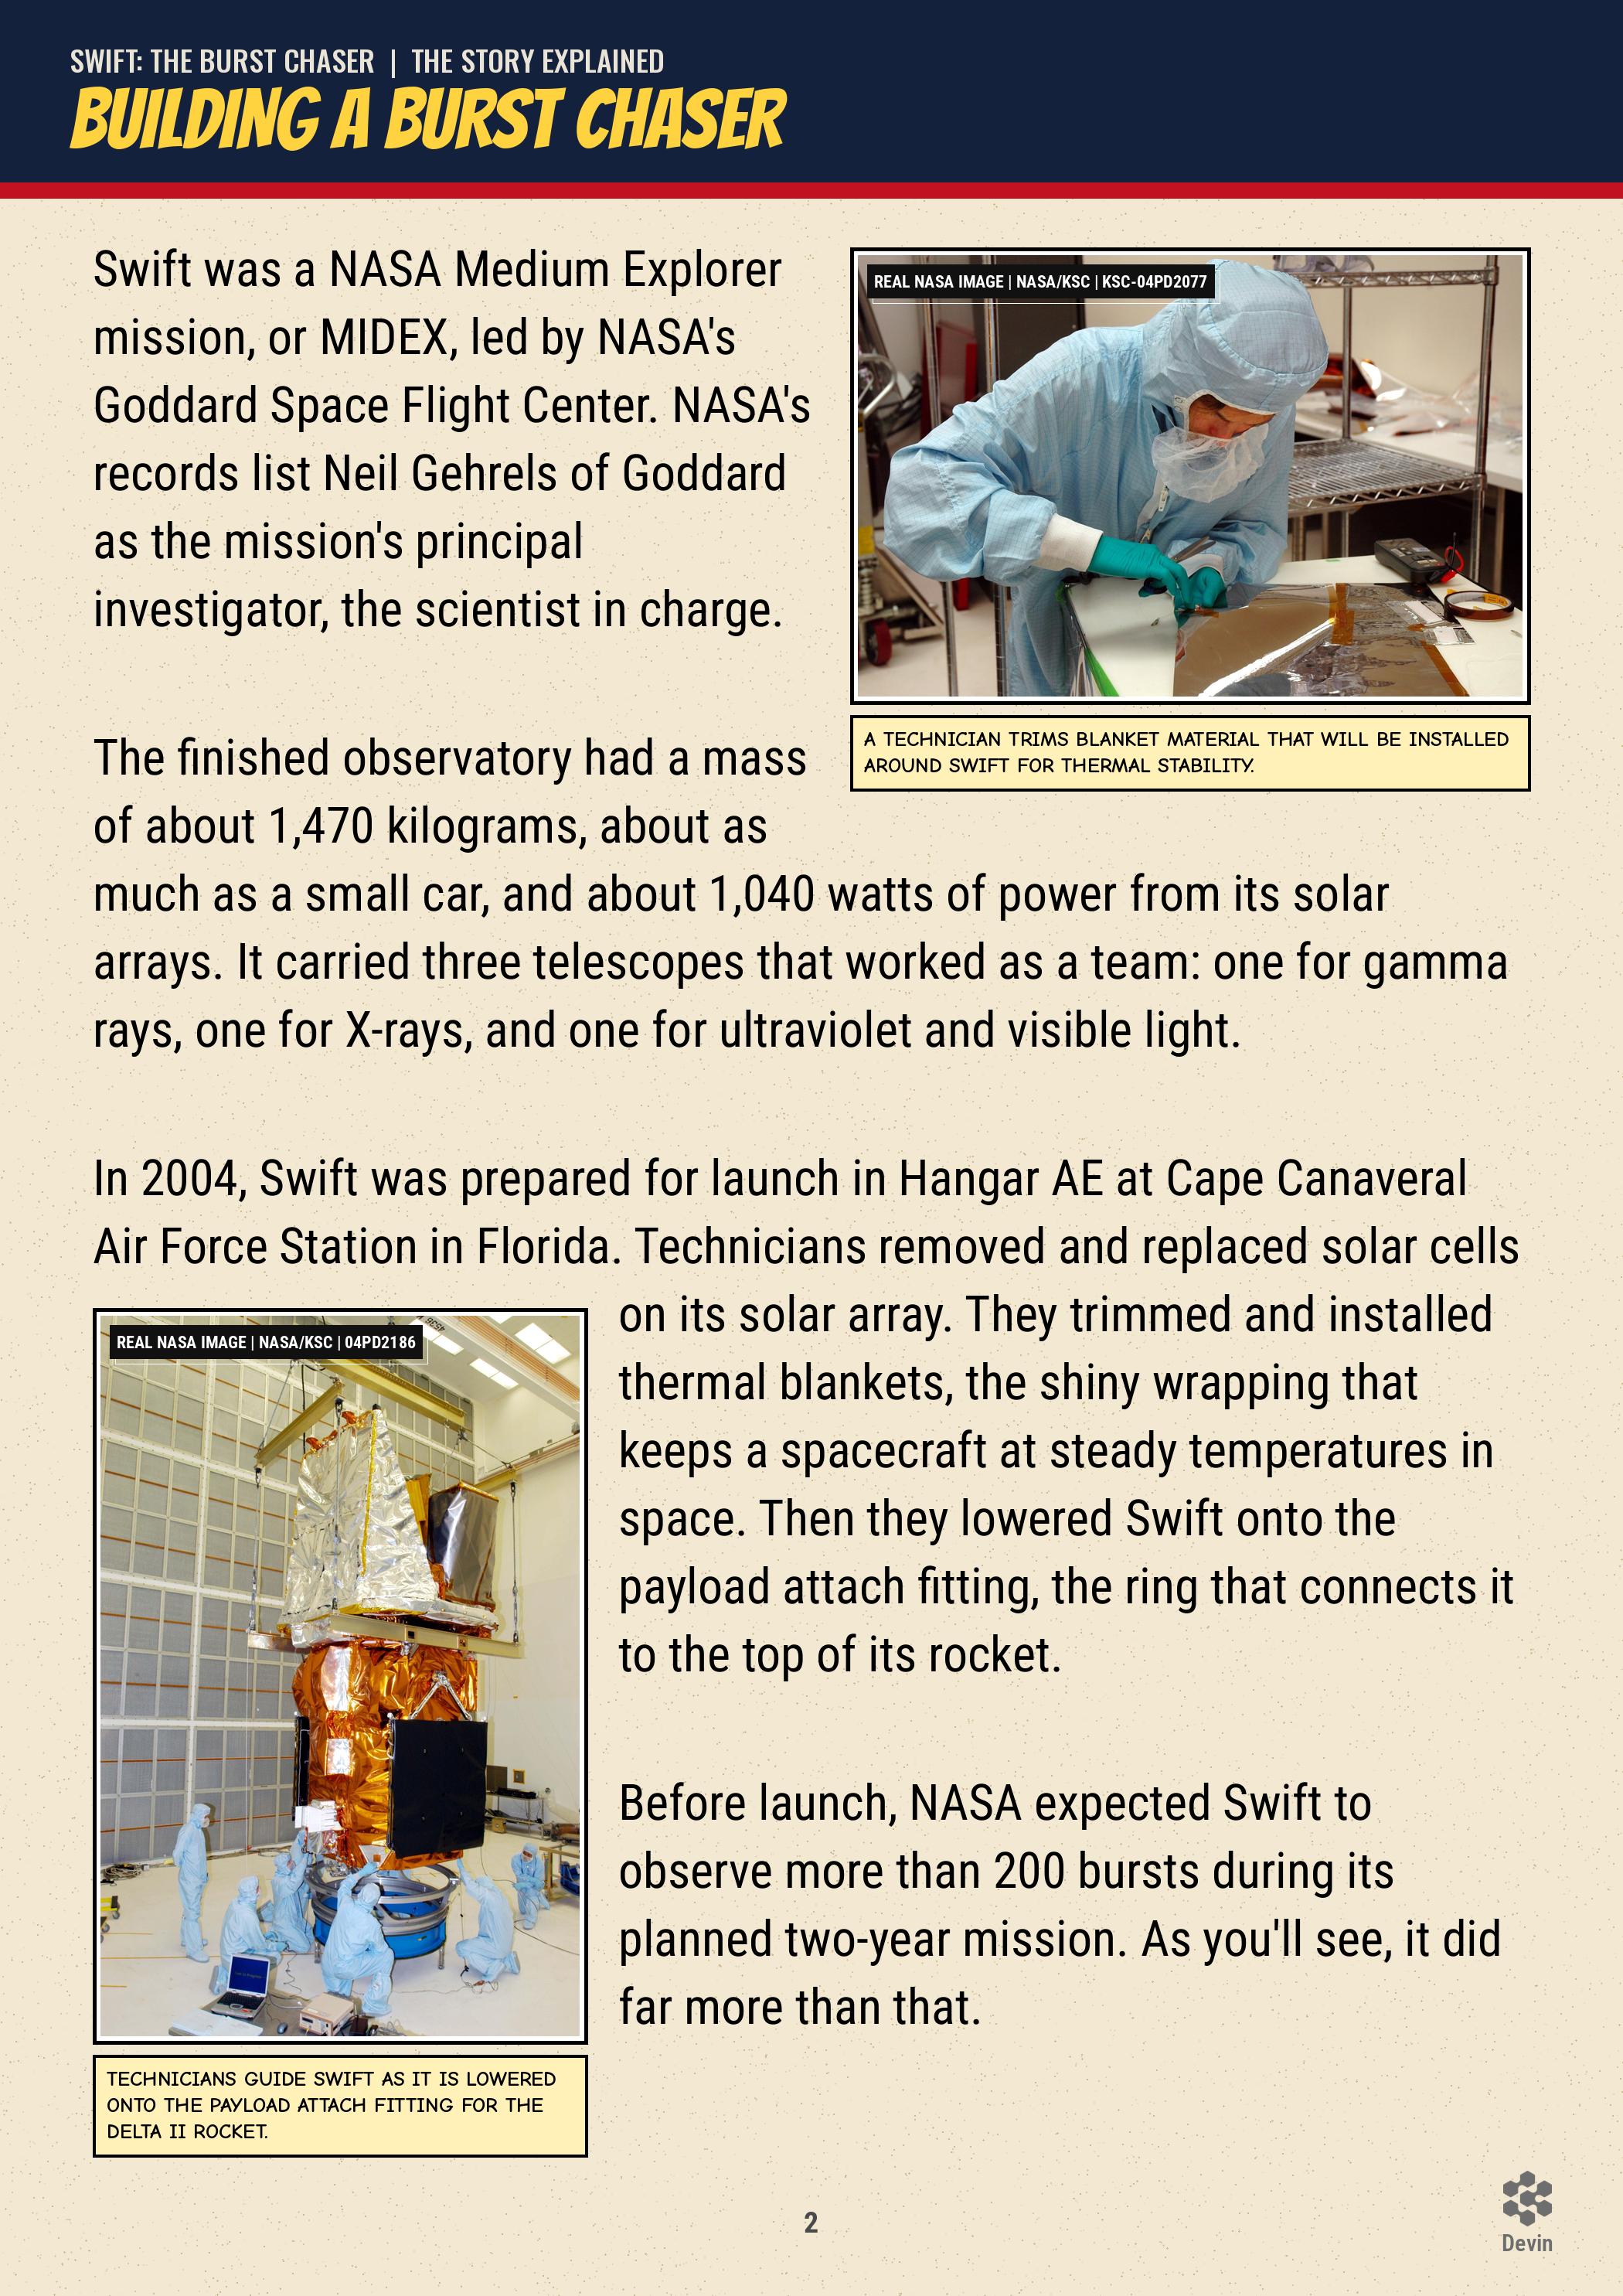 SWIFT: THE BURST CHASER | THE STORY EXPLAINED
BUILDING A BURST CHASER
Swift was a NASA Medium Explorer
mission, or MIDEX, led by NASA's
Goddard Space Flight Center. NASA's
records list Neil Gehrels of Goddard
as the mission's principal
investigator, the scientist in charge.
REAL NASA IMAGE | NASA/KSC | KSC-04PD2077
A TECHNICIAN TRIMS BLANKET MATERIAL THAT WILL BE INSTALLED
AROUND SWIFT FOR THERMAL STABILITY.
The finished observatory had a mass
of about 1,470 kilograms, about as
much as a small car, and about 1,040 watts of power from its solar
arrays. It carried three telescopes that worked as a team: one for gamma
rays, one for X-rays, and one for ultraviolet and visible light.
In 2004, Swift was prepared for launch in Hangar AE at Cape Canaveral
Air Force Station in Florida. Technicians removed and replaced solar cells
on its solar array. They trimmed and installed
thermal blankets, the shiny wrapping that
keeps a spacecraft at steady temperatures in
space. Then they lowered Swift onto the
payload attach fitting, the ring that connects it
to the top of its rocket.
REAL NASA IMAGE | NASA/KSC | 04PD2186
TECHNICIANS GUIDE SWIFT AS IT IS LOWERED
ONTO THE PAYLOAD ATTACH FITTING FOR THE
DELTA II ROCKET.
Before launch, NASA expected Swift to
observe more than 200 bursts during its
planned two-year mission. As you'll see, it did
far more than that.
2
Devin